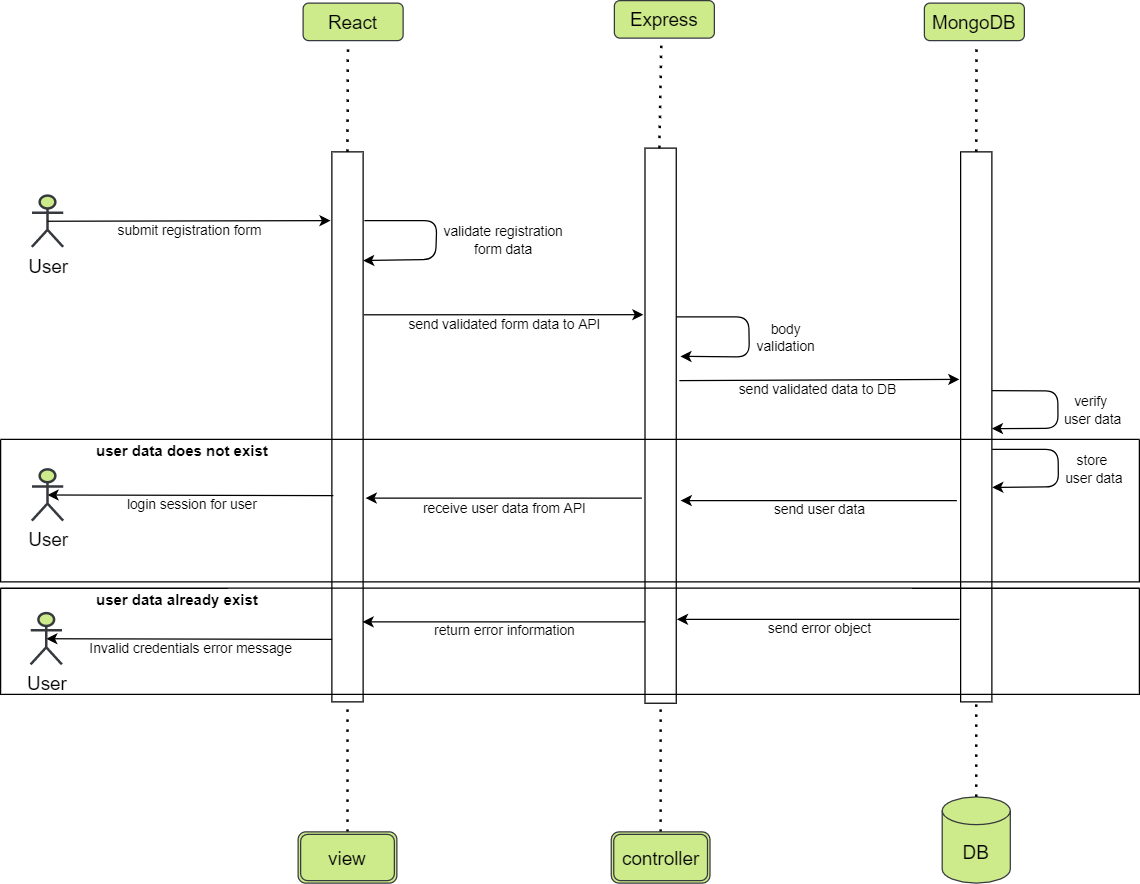 React
Express
MongoDB
submit registration form
User
validate registration
form data
send validated form data to API
body
validation
send validated data to DB
verify
user data
user data does not exist
store
user data
login session for user
receive user data from API
send user data
User
user data already exist
return error information
send error object
Invalid credentials error message
User
view
controller
DB